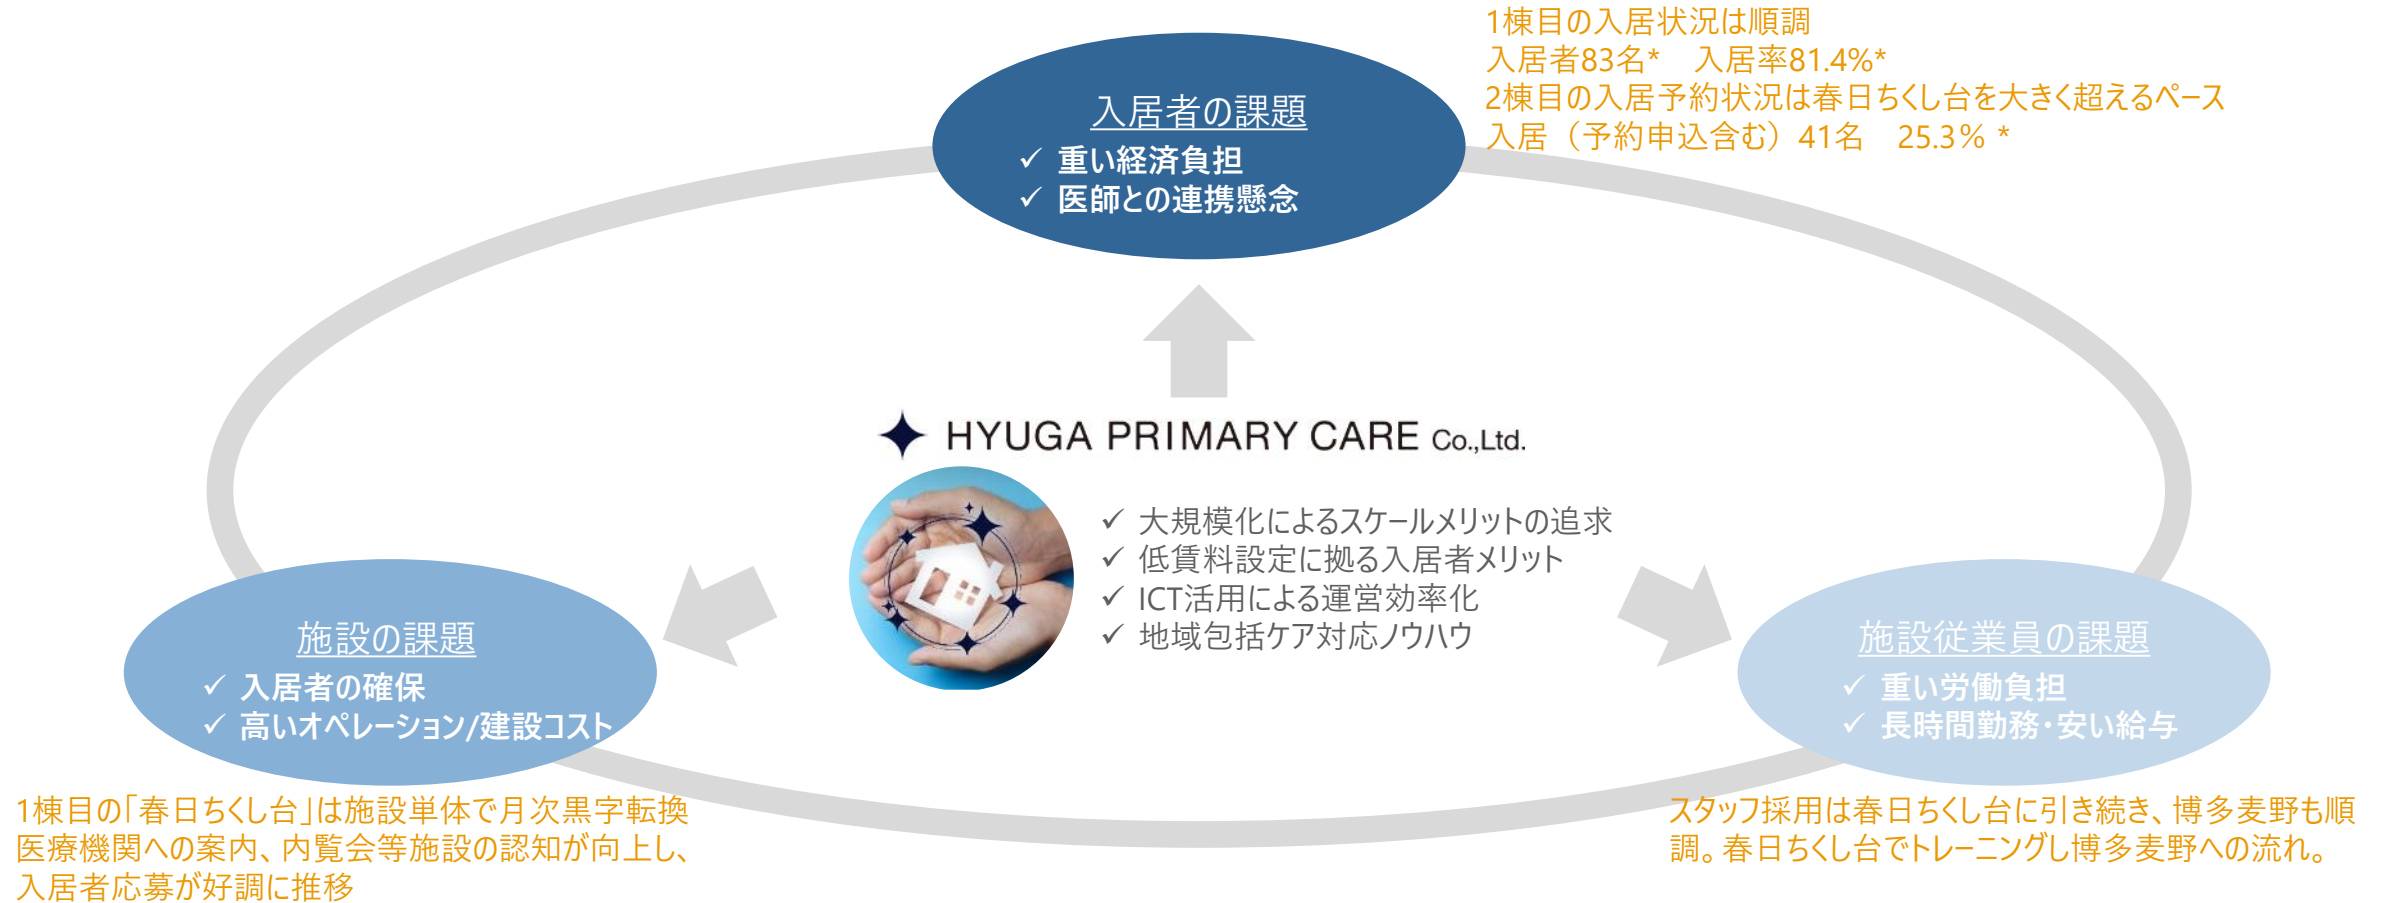 1棟目の入居状況は順調
入居者83名*　入居率81.4%*
2棟目の入居予約状況は春日ちくし台を大きく超えるペース
入居（予約申込含む）41名　25.3% *
入居者の課題
✓ 重い経済負担
✓ 医師との連携懸念
HYUGA PRIMARY CARE Co.,Ltd.
✓ 大規模化によるスケールメリットの追求
✓ 低賃料設定に拠る入居者メリット
✓ ICT活用による運営効率化
✓ 地域包括ケア対応ノウハウ
施設の課題
✓ 入居者の確保
✓ 高いオペレーション/建設コスト
施設従業員の課題
✓ 重い労働負担
✓ 長時間勤務・安い給与
1棟目の「春日ちくし台」は施設単体で月次黒字転換
医療機関への案内、内覧会等施設の認知が向上し、
入居者応募が好調に推移
スタッフ採用は春日ちくし台に引き続き、博多麦野も順
調。春日ちくし台でトレーニングし博多麦野への流れ。